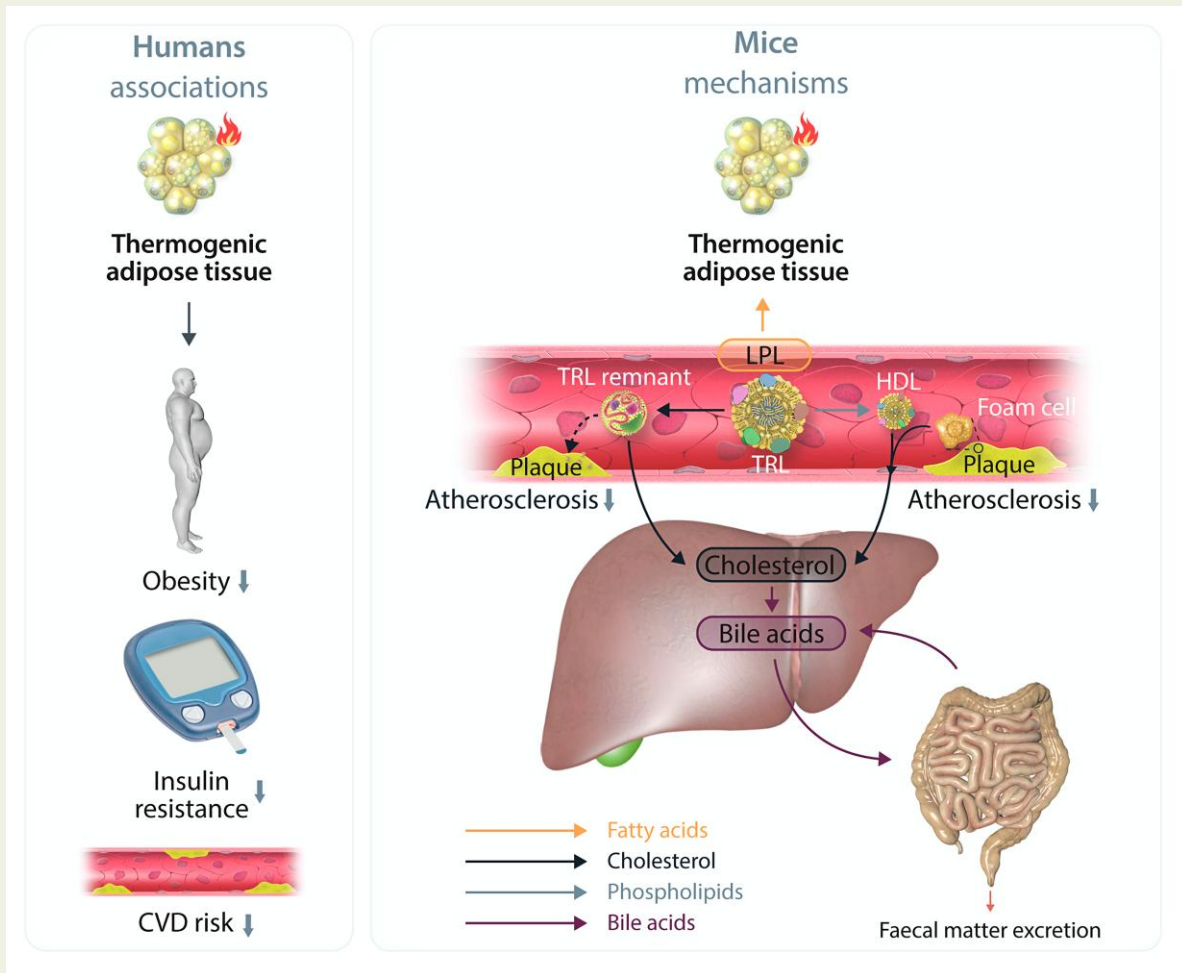 Humans
associations
Thermogenic
adipose tissue
Obesity
Insulin
resistance
CVD risk
Mice
mechanisms
Thermogenic
adipose tissue
LPL
TRL remnant
HDL
Foam cell
Plaque
TRL
Plaque
Atherosclerosis
Atherosclerosis
Cholesterol
Bile acids
Fatty acids
Cholesterol
Phospholipids
Bile acids
Faecal matter excretion